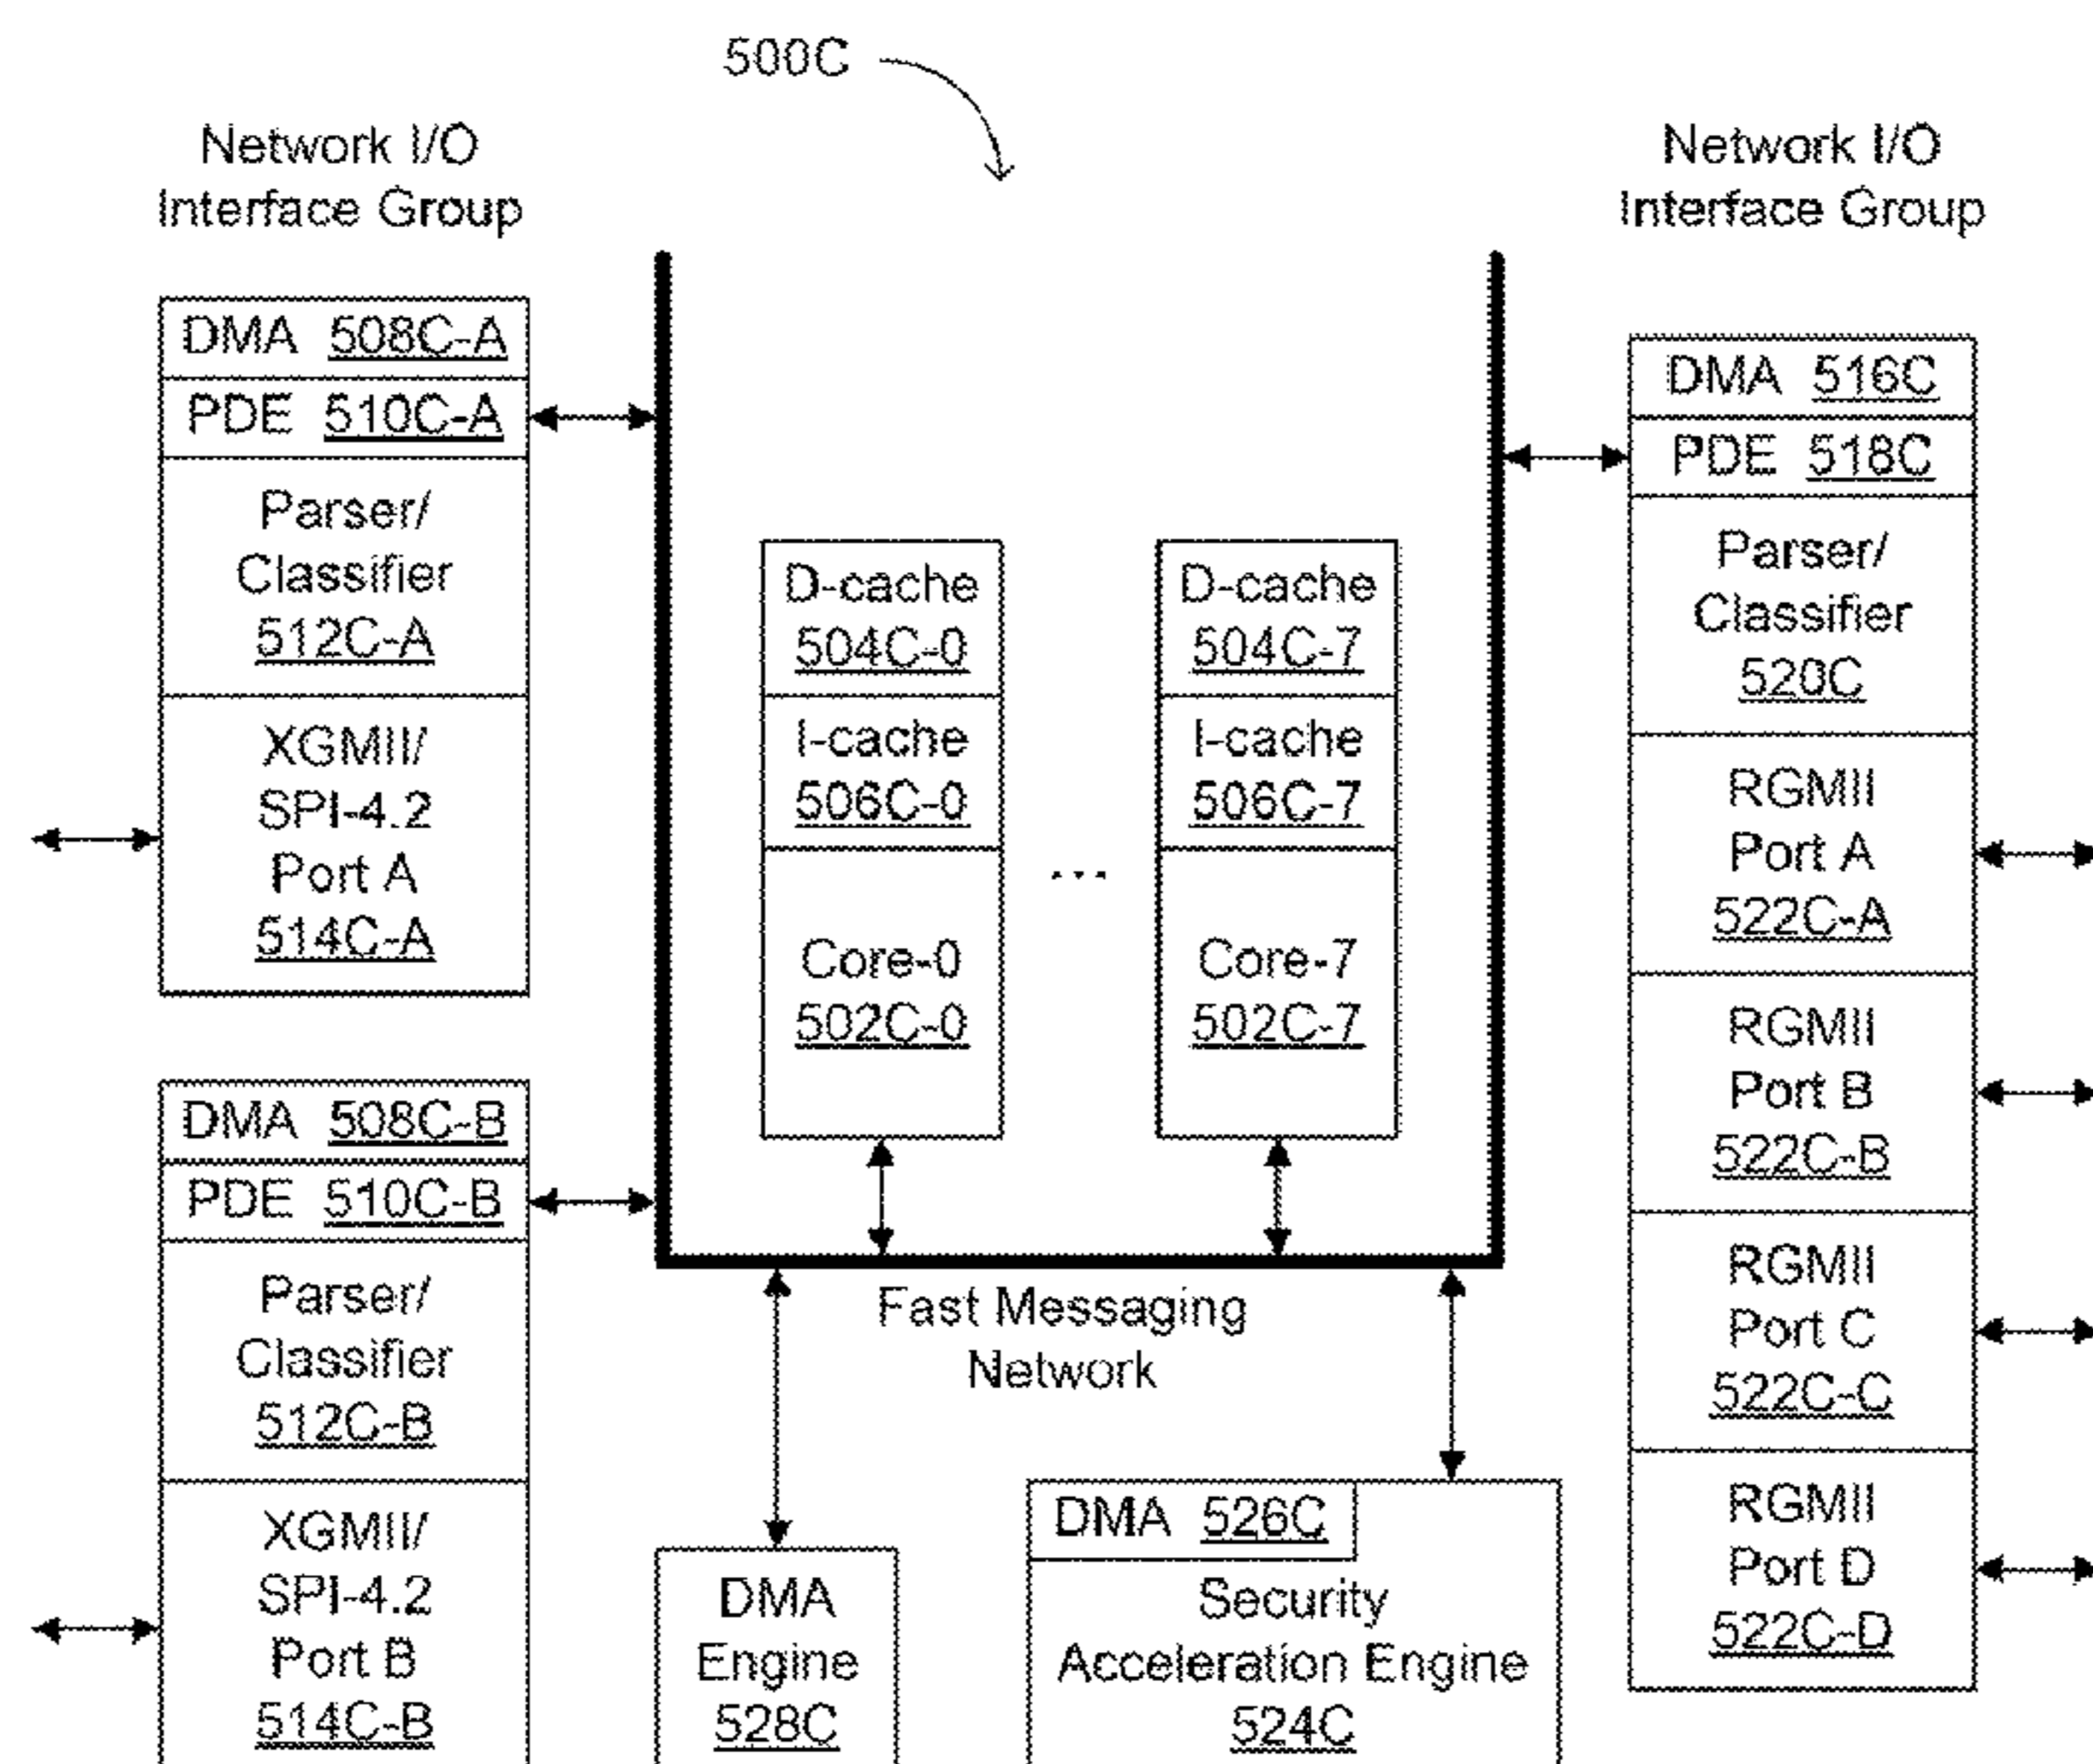 500C
Network I/O
Interface Group
DMA 508C-A
PDE 510C-A
Parser/
Classifier
512C-A
XGMII/
SPI-4.2
Port A
514C-A
DMA 508C-B
PDE 510C-B
Parser/
Classifier
512C-B
XGMII/
SPI-4.2
Port B
514C-B
D-cache
504C-0
I-cache
506C-0
Core-0
502C-0
...
D-cache
504C-7
I-cache
506C-7
Core-7
502C-7
Fast Messaging
Network
DMA
Engine
528C
DMA 526C
Security
Acceleration Engine
524C
Network I/O
Interface Group
DMA 516C
PDE 518C
Parser/
Classifier
520C
RGMII
Port A
522C-A
RGMII
Port B
522C-B
RGMII
Port C
522C-C
RGMII
Port D
522C-D